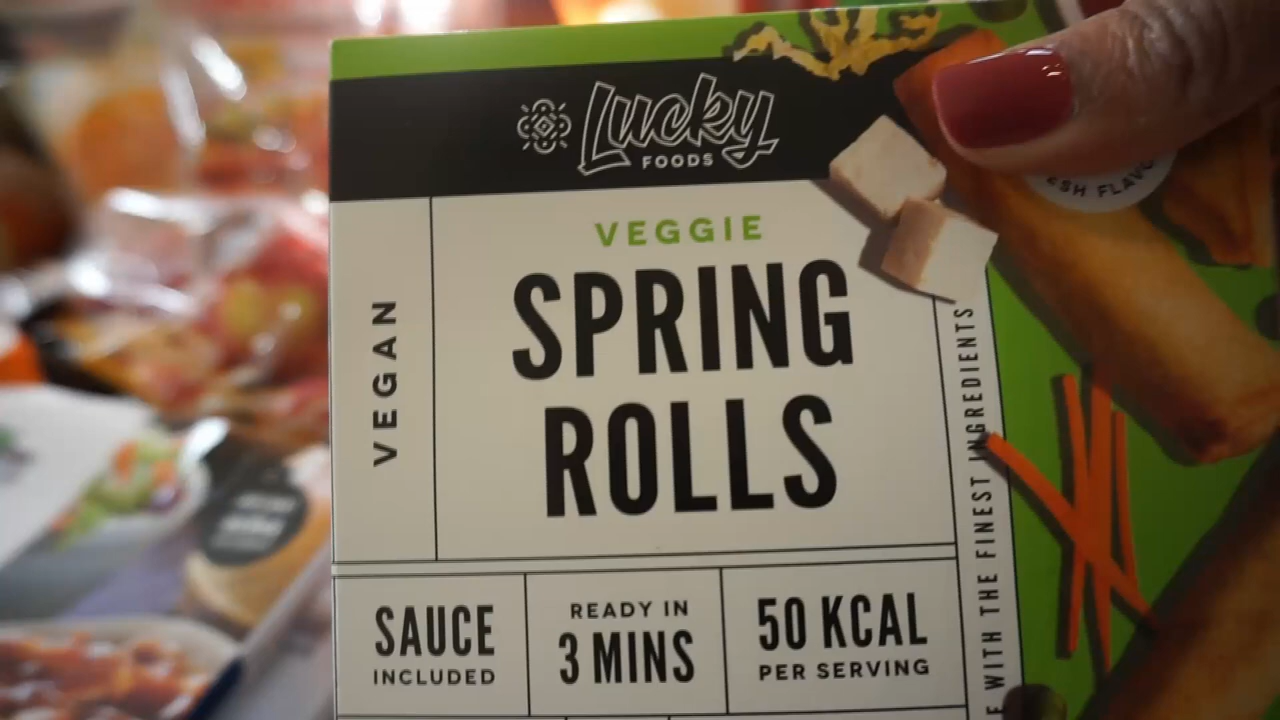 Lucky
FOODS
VEGGIE
SPRING
ROLLS
VEGAN
WITH THE FINEST INGREDIENTS
SAUCE
INCLUDED
READY IN
3 MINS
50 KCAL
PER SERVING